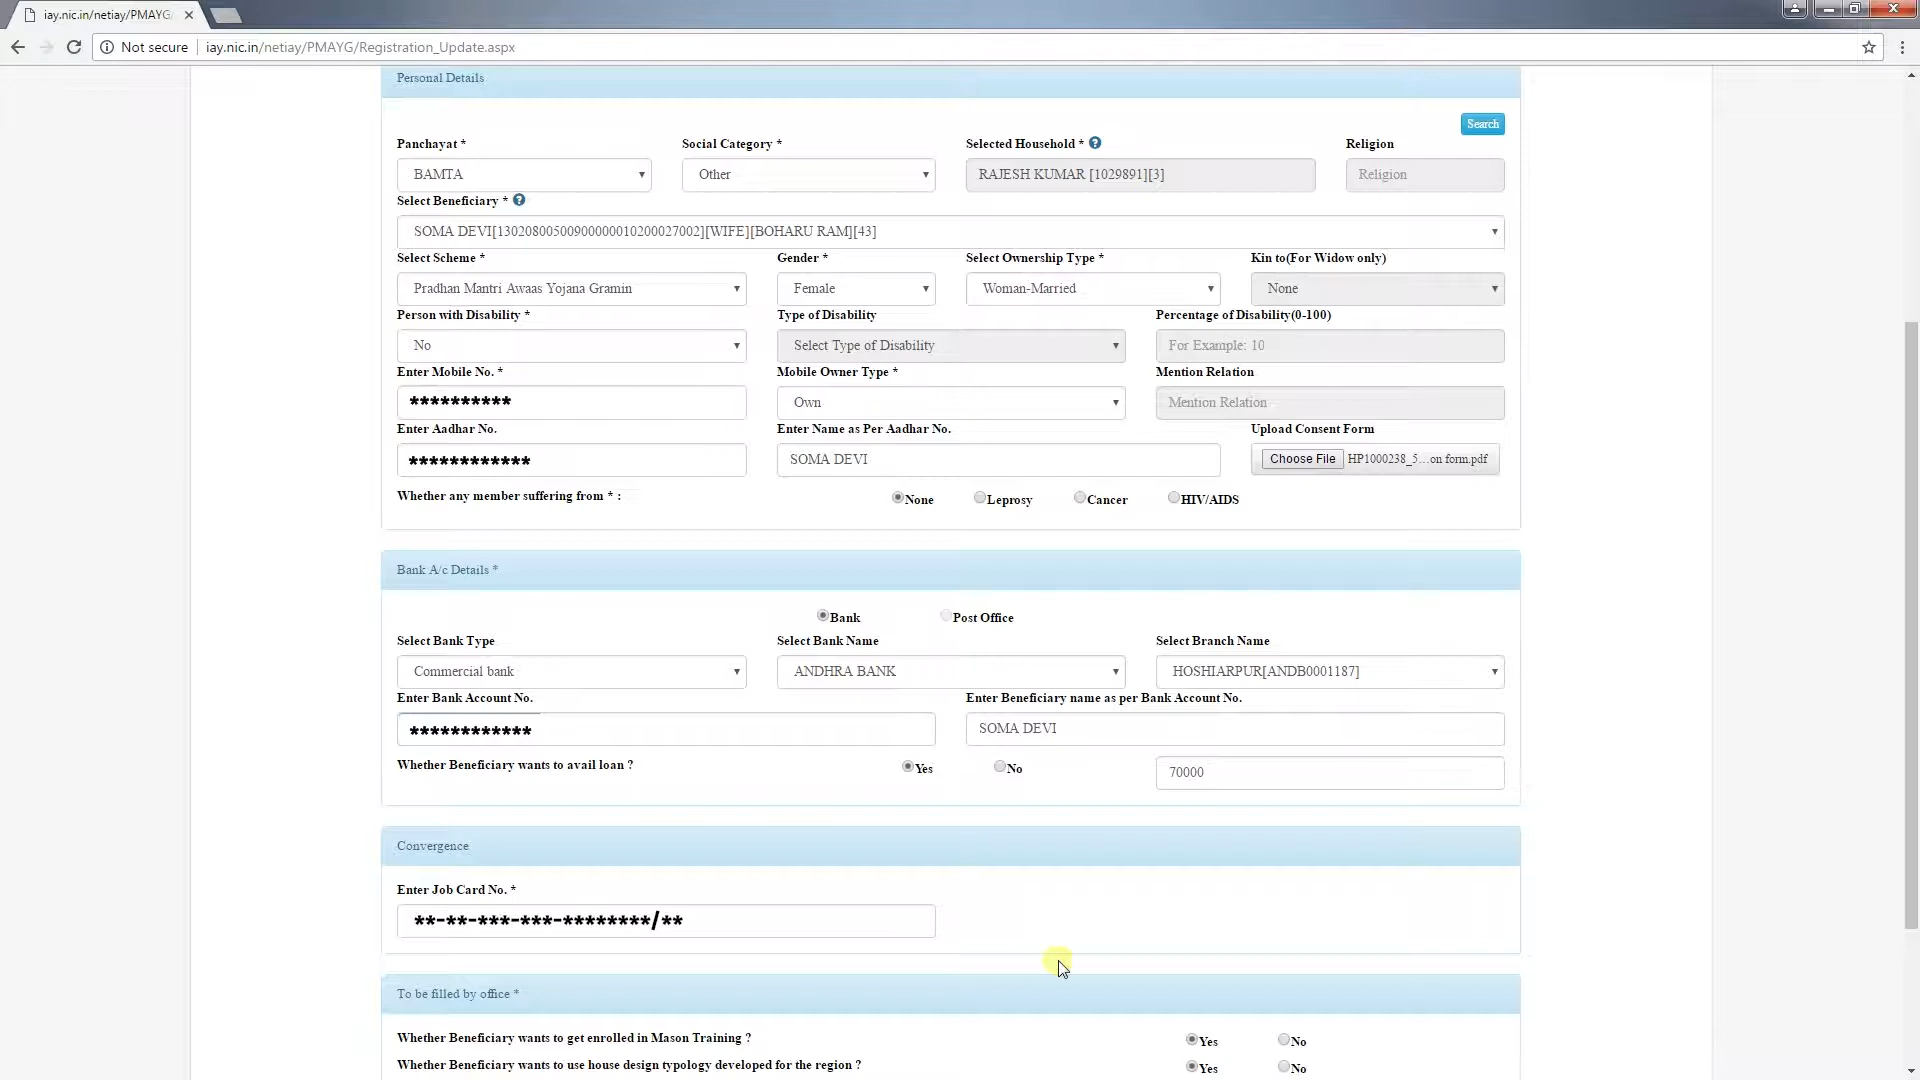 iay.nic.in/netiay/PMAYG/
Not secure iay.nic.in/netiay/PMAYG/Registration_Update.aspx
Personal Details
Search
Panchayat * Social Category * Selected Household * Religion
BAMTA Other RAJESH KUMAR [1029891][3] Religion
Select Beneficiary *
SOMA DEVI[13020800500900000010200027002][WIFE][BOHARU RAM][43]
Select Scheme * Gender * Select Ownership Type * Kin to(For Widow only)
Pradhan Mantri Awaas Yojana Gramin Female Woman-Married None
Person with Disability * Type of Disability Percentage of Disability(0-100)
No Select Type of Disability For Example: 10
Enter Mobile No. * Mobile Owner Type * Mention Relation
********** Own Mention Relation
Enter Aadhar No. Enter Name as Per Aadhar No. Upload Consent Form
************ SOMA DEVI Choose File HP1000238_5...on form.pdf
Whether any member suffering from * : None Leprosy Cancer HIV/AIDS
Bank A/c Details *
Bank Post Office
Select Bank Type Select Bank Name Select Branch Name
Commercial bank ANDHRA BANK HOSHIARPUR[ANDB0001187]
Enter Bank Account No. Enter Beneficiary name as per Bank Account No.
************ SOMA DEVI
Whether Beneficiary wants to avail loan ? Yes No 70000
Convergence
Enter Job Card No. *
**-**-***-***-********/**
To be filled by office *
Whether Beneficiary wants to get enrolled in Mason Training ? Yes No
Whether Beneficiary wants to use house design typology developed for the region ? Yes No